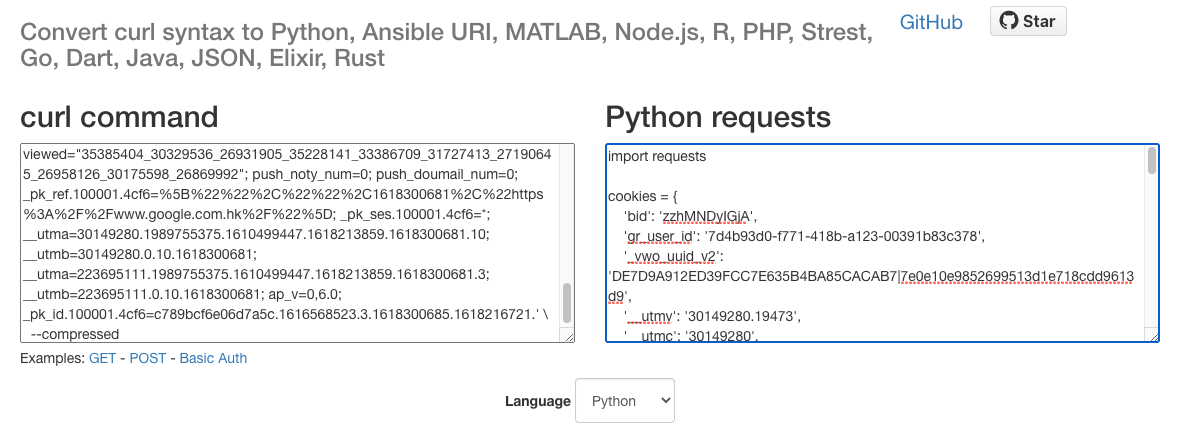 Convert curl syntax to Python, Ansible URI, MATLAB, Node.js, R, PHP, Strest,
Go, Dart, Java, JSON, Elixir, Rust
GitHub
Star
curl command
viewed="35385404_30329536_26931905_35228141_33386709_31727413_2719064
5_26958126_30175598_26869992"; push_noty_num=0; push_doumail_num=0;
_pk_ref.100001.4cf6=%5B%22%22%2C%22%22%2C1618300681%2C%22https
%3A%2F%2Fwww.google.com.hk%2F%22%5D; _pk_ses.100001.4cf6=*;
__utma=30149280.1989755375.1610499447.1618213859.1618300681.10;
__utmb=30149280.0.10.1618300681;
__utma=223695111.1989755375.1610499447.1618213859.1618300681.3;
__utmb=223695111.0.10.1618300681; ap_v=0,6.0;
_pk_id.100001.4cf6=c789bcf6e06d7a5c.1616568523.3.1618300685.1618216721.' \
--compressed
Python requests
import requests
cookies = {
'bid': 'zzhMNDylGjA',
'gr_user_id': '7d4b93d0-f771-418b-a123-00391b83c378',
'_vwo_uuid_v2':
'DE7D9A912ED39FCC7E635B4BA85CACAB7|7e0e10e9852699513d1e718cdd9613
d9',
'__utmv': '30149280.19473',
'__utmc': '30149280',
Examples: GET - POST - Basic Auth
Language
Python